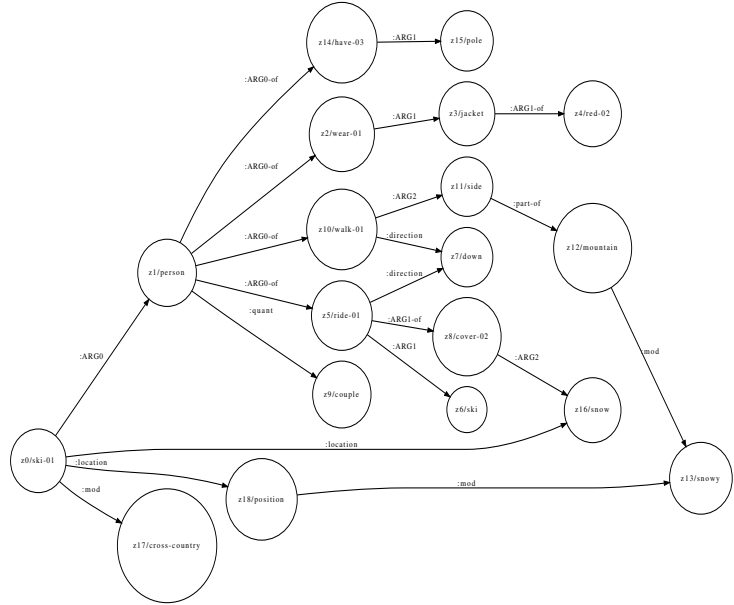 z14/have-03
:ARG1
z15/pole
:ARG0-of
z2/wear-01
:ARG1
z3/jacket
:ARG1-of
z4/red-02
:ARG0-of
z11/side
:ARG2
:part-of
z10/walk-01
:ARG0-of
:direction
z12/mountain
z7/down
z1/person
:direction
:ARG0-of
z5/ride-01
:quant
:ARG1-of
z8/cover-02
:ARG1
:ARG2
:mod
:ARG0
z9/couple
z6/ski
z16/snow
:location
z0/ski-01
:location
z13/snowy
:mod
:mod
z18/position
z17/cross-country